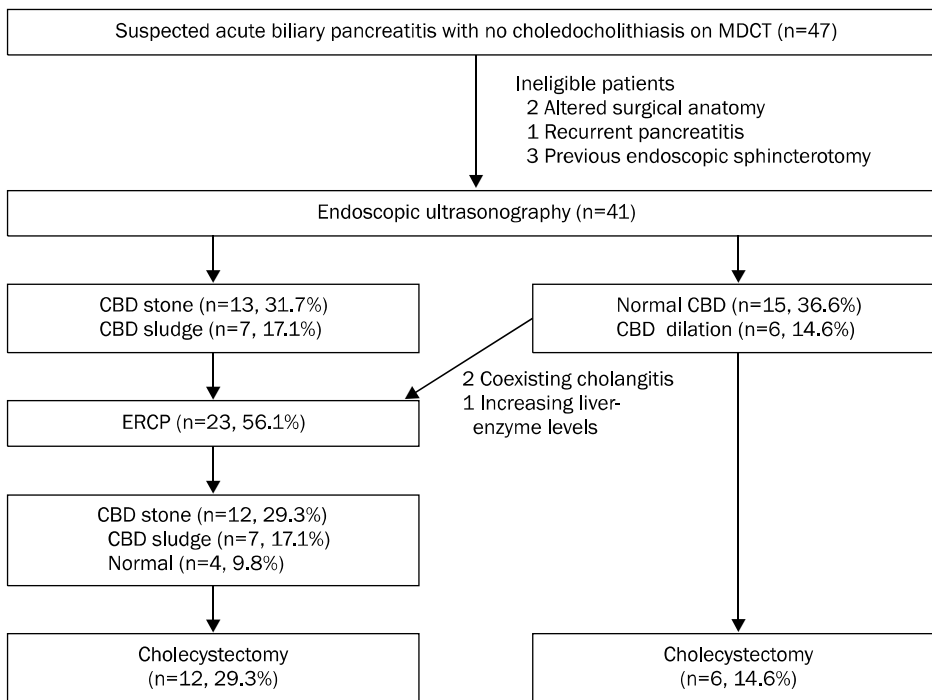 Suspected acute biliary pancreatitis with no choledocholithiasis on MDCT (n=47)
Ineligible patients
2 Altered surgical anatomy
1 Recurrent pancreatitis
3 Previous endoscopic sphincterotomy
Endoscopic ultrasonography (n=41)
CBD stone (n=13, 31.7%)
CBD sludge (n=7, 17.1%)
Normal CBD (n=15, 36.6%)
CBD dilation (n=6, 14.6%)
2 Coexisting cholangitis
1 Increasing liver-
enzyme levels
ERCP (n=23, 56.1%)
CBD stone (n=12, 29.3%)
CBD sludge (n=7, 17.1%)
Normal (n=4, 9.8%)
Cholecystectomy
(n=12, 29.3%)
Cholecystectomy
(n=6, 14.6%)